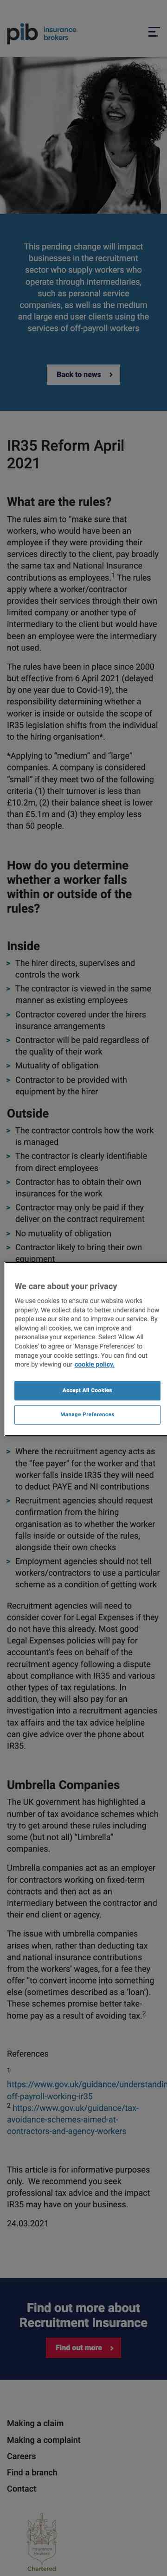 pib insurance
brokers
This pending change will impact
businesses in the recruitment
sector who supply workers who
operate through intermediaries,
such as personal service
companies, as well as the medium
and large end user clients using the
services of off-payroll workers
Back to news
IR35 Reform April
2021
What are the rules?
The rules aim to “make sure that
workers, who would have been an
employee if they were providing their
services directly to the client, pay broadly
the same tax and National Insurance
contributions as employees.1 The rules
apply where a worker/contractor
provides their services through their own
limited company or another type of
intermediary to the client but would have
been an employee were the intermediary
not used.
The rules have been in place since 2000
but effective from 6 April 2021 (delayed
by one year due to Covid-19), the
responsibility for determining whether a
worker is inside or outside the scope of
IR35 legislation shifts from the individual
to the hiring organisation*.
*Applying to “medium” and “large”
companies. A company is considered
“small” if they meet two of the following
criteria (1) their turnover is less than
£10.2m, (2) their balance sheet is lower
than £5.1m and (3) they employ less
than 50 people.
How do you determine
whether a worker falls
within or outside of the
rules?
Inside
The hirer directs, supervises and
controls the work
The contractor is viewed in the same
manner as existing employees
Contractor covered under the hirers
insurance arrangements
Contractor will be paid regardless of
the quality of their work
Mutuality of obligation
Contractor to be provided with
equipment by the hirer
Outside
The contractor controls how the work
is managed
The contractor is clearly identifiable
from direct employees
Contractor has to obtain their own
insurance for the work
Contractor may only be paid if they
deliver on the contract requirement
No mutuality of obligation
Contractor likely to bring their own
equipment
We care about your privacy
We use cookies to ensure our website works
properly. We collect data to better understand how
people use our site and to improve our service. By
allowing all cookies, we can improve and
personalise your experience. Select ‘Allow All
Cookies’ to agree or ‘Manage Preferences’ to
manage your cookie settings. You can find out
more by viewing our cookie policy.
Accept All Cookies
Manage Preferences
Where the recruitment agency acts as
the “fee payer” for the worker and that
worker falls inside IR35 they will need
to deduct PAYE and NI contributions
Recruitment agencies should request
confirmation from the hiring
organisation as to whether the worker
falls inside or outside of the rules,
alongside their own checks
Employment agencies should not tell
workers/contractors to use a particular
scheme as a condition of getting work
Recruitment agencies will need to
consider cover for Legal Expenses if they
do not have this already. Most good
Legal Expenses policies will pay for
accountant’s fees on behalf of the
recruitment agency following a dispute
about compliance with IR35 and various
other types of tax regulations. In
addition, they will also pay for an
investigation into a recruitment agencies
tax affairs and the tax advice helpline
can give advice over the phone about
IR35.
Umbrella Companies
The UK government has highlighted a
number of tax avoidance schemes which
try to get around these rules including
some (but not all) “Umbrella”
companies.
Umbrella companies act as an employer
for contractors working on fixed-term
contracts and then act as an
intermediary between the contractor and
their end client or agency.
The issue with umbrella companies
arises when, rather than deducting tax
and national insurance contributions
from the workers’ wages, for a fee they
offer “to convert income into something
else (sometimes described as a ‘loan’).
These schemes promise better take-
home pay as a result of avoiding tax.2
References
1
https://www.gov.uk/guidance/understandin
off-payroll-working-ir35
2 https://www.gov.uk/guidance/tax-
avoidance-schemes-aimed-at-
contractors-and-agency-workers
This article is for informative purposes
only. We recommend you seek
professional tax advice and the impact
IR35 may have on your business.
24.03.2021
Find out more about
Recruitment Insurance
Find out more
Making a claim
Making a complaint
Careers
Find a branch
Contact
Chartered